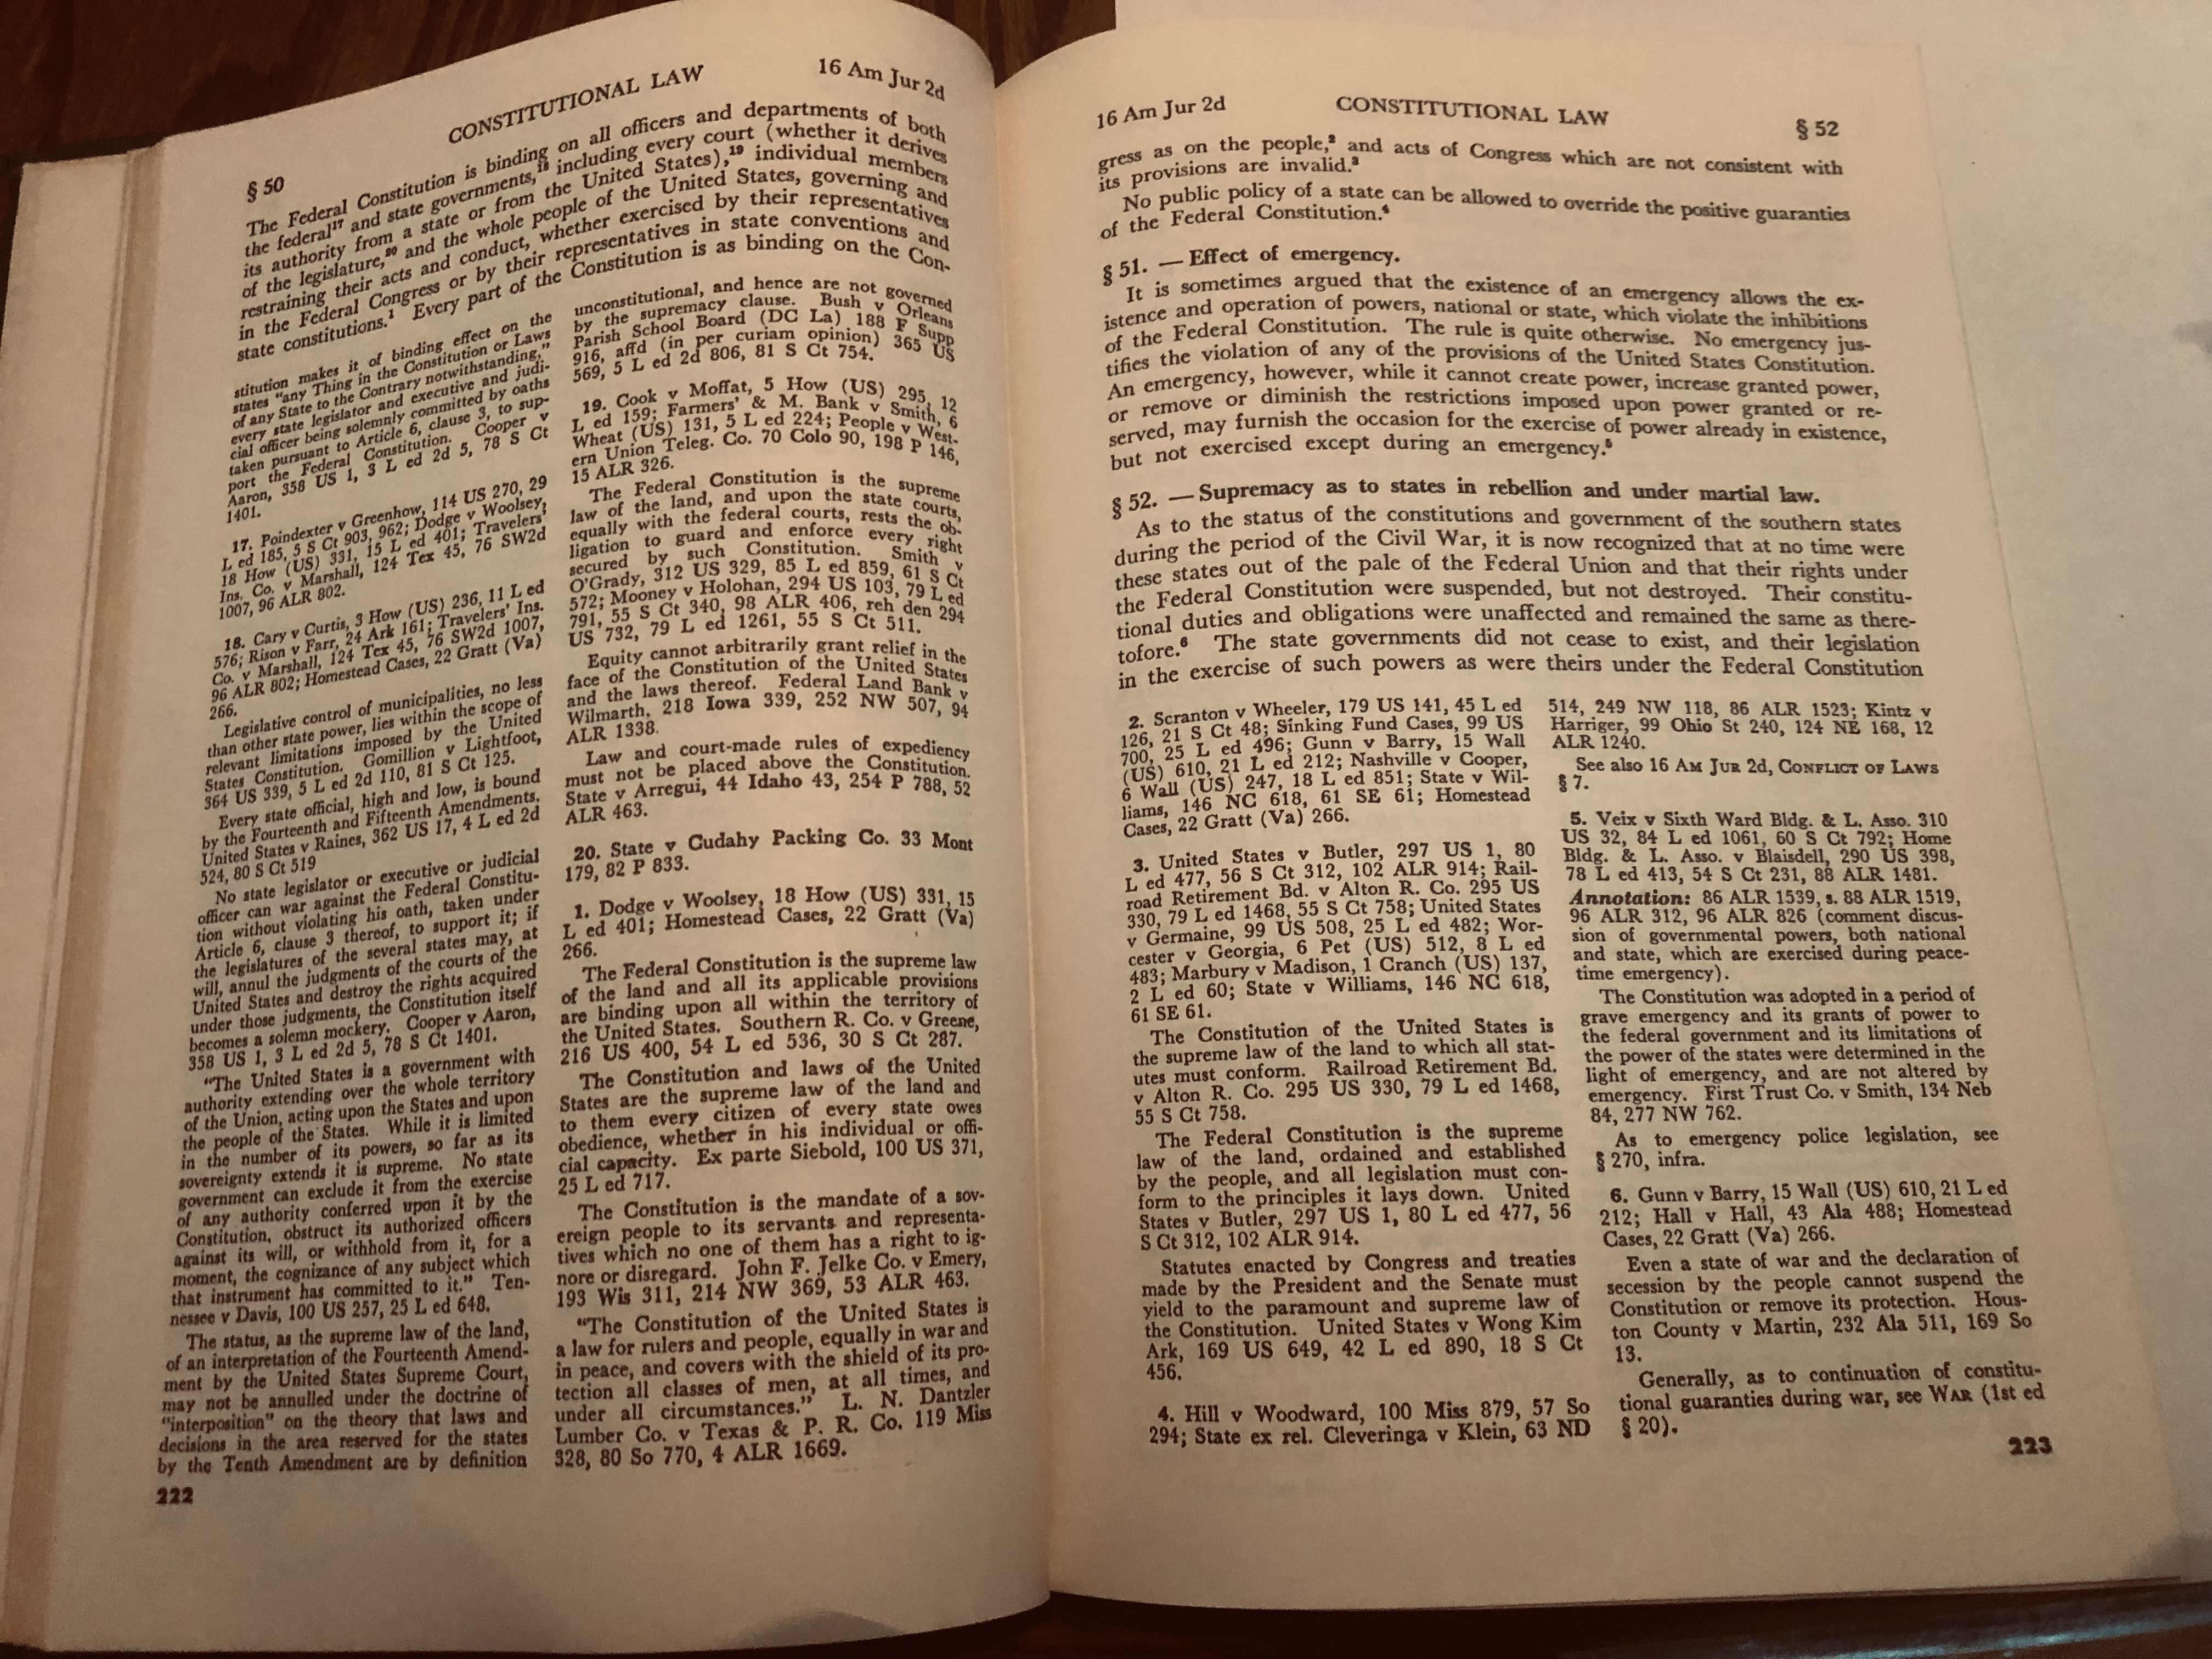 § 50
CONSTITUTIONAL LAW
16 Am Jur 2d
The Federal Constitution is binding on all officers and departments of both
the federal¹⁷ and state governments,¹⁸ including every court (whether it derives
its authority from a state or from the United States),¹⁹ individual members
of the legislature,²⁰ and the whole people of the United States, governing and
restraining their acts and conduct, whether exercised by their representatives
in the Federal Congress or by their representatives in state conventions and
state constitutions.¹ Every part of the Constitution is as binding on the Con-
stitution makes it of binding effect on the
states "any Thing in the Constitution or Laws
of any State to the Contrary notwithstanding,"
every state legislator and executive and judi-
cial officer being solemnly committed by oaths
taken pursuant to Article 6, clause 3, to sup-
port the Federal Constitution. Cooper v
Aaron, 358 US 1, 3 L ed 2d 5, 78 S Ct
1401.
17. Poindexter v Greenhow, 114 US 270, 29
L ed 185, 5 S Ct 903, 962; Dodge v Woolsey,
18 How (US) 331, 15 L ed 401; Travelers'
Ins. Co. v Marshall, 124 Tex 45, 76 SW2d
1007, 96 ALR 802.
18. Cary v Curtis, 3 How (US) 236, 11 L ed
576; Rison v Farr, 24 Ark 161; Travelers' Ins.
Co. v Marshall, 124 Tex 45, 76 SW2d 1007,
96 ALR 802; Homestead Cases, 22 Gratt (Va)
266.
Legislative control of municipalities, no less
than other state power, lies within the scope of
relevant limitations imposed by the United
States Constitution. Gomillion v Lightfoot,
364 US 339, 5 L ed 2d 110, 81 S Ct 125.
Every state official, high and low, is bound
by the Fourteenth and Fifteenth Amendments.
United States v Raines, 362 US 17, 4 L ed 2d
524, 80 S Ct 519
No state legislator or executive or judicial
officer can war against the Federal Constitu-
tion without violating his oath, taken under
Article 6, clause 3 thereof, to support it; if
the legislatures of the several states may, at
will, annul the judgments of the courts of the
United States and destroy the rights acquired
under those judgments, the Constitution itself
becomes a solemn mockery. Cooper v Aaron,
358 US 1, 3 L ed 2d 5, 78 S Ct 1401.
"The United States is a government with
authority extending over the whole territory
of the Union, acting upon the States and upon
the people of the States. While it is limited
in the number of its powers, so far as its
sovereignty extends it is supreme. No state
government can exclude it from the exercise
of any authority conferred upon it by the
Constitution, obstruct its authorized officers
against its will, or withhold from it, for a
moment, the cognizance of any subject which
that instrument has committed to it." Ten-
nessee v Davis, 100 US 257, 25 L ed 648.
The status, as the supreme law of the land,
of an interpretation of the Fourteenth Amend-
ment by the United States Supreme Court,
may not be annulled under the doctrine of
"interposition" on the theory that laws and
decisions in the area reserved for the states
by the Tenth Amendment are by definition
222
unconstitutional, and hence are not governed
by the supremacy clause. Bush v Orleans
Parish School Board (DC La) 188 F Supp
916, affd (in per curiam opinion) 365 US
569, 5 L ed 2d 806, 81 S Ct 754.
19. Cook v Moffat, 5 How (US) 295, 12
L ed 159; Farmers' & M. Bank v Smith, 6
Wheat (US) 131, 5 L ed 224; People v West-
ern Union Teleg. Co. 70 Colo 90, 198 P 146,
15 ALR 326.
The Federal Constitution is the supreme
law of the land, and upon the state courts,
equally with the federal courts, rests the ob-
ligation to guard and enforce every right
secured by such Constitution. Smith v
O'Grady, 312 US 329, 85 L ed 859, 61 S Ct
572; Mooney v Holohan, 294 US 103, 79 L ed
791, 55 S Ct 340, 98 ALR 406, reh den 294
US 732, 79 L ed 1261, 55 S Ct 511.
Equity cannot arbitrarily grant relief in the
face of the Constitution of the United States
and the laws thereof. Federal Land Bank v
Wilmarth, 218 Iowa 339, 252 NW 507, 94
ALR 1338.
Law and court-made rules of expediency
must not be placed above the Constitution.
State v Arregui, 44 Idaho 43, 254 P 788, 52
ALR 463.
20. State v Cudahy Packing Co. 33 Mont
179, 82 P 833.
1. Dodge v Woolsey, 18 How (US) 331, 15
L ed 401; Homestead Cases, 22 Gratt (Va)
266.
The Federal Constitution is the supreme law
of the land and all its applicable provisions
are binding upon all within the territory of
the United States. Southern R. Co. v Greene,
216 US 400, 54 L ed 536, 30 S Ct 287.
The Constitution and laws of the United
States are the supreme law of the land and
to them every citizen of every state owes
obedience, whether in his individual or offi-
cial capacity. Ex parte Siebold, 100 US 371,
25 L ed 717.
The Constitution is the mandate of a sov-
ereign people to its servants and representa-
tives which no one of them has a right to ig-
nore or disregard. John F. Jelke Co. v Emery,
193 Wis 311, 214 NW 369, 53 ALR 463.
"The Constitution of the United States is
a law for rulers and people, equally in war and
in peace, and covers with the shield of its pro-
tection all classes of men, at all times, and
under all circumstances." L. N. Dantzler
Lumber Co. v Texas & P. R. Co. 119 Miss
328, 80 So 770, 4 ALR 1669.
16 Am Jur 2d
CONSTITUTIONAL LAW
§ 52
gress as on the people,² and acts of Congress which are not consistent with
its provisions are invalid.³
No public policy of a state can be allowed to override the positive guaranties
of the Federal Constitution.⁴
§ 51. — Effect of emergency.
It is sometimes argued that the existence of an emergency allows the ex-
istence and operation of powers, national or state, which violate the inhibitions
of the Federal Constitution. The rule is quite otherwise. No emergency jus-
tifies the violation of any of the provisions of the United States Constitution.
An emergency, however, while it cannot create power, increase granted power,
or remove or diminish the restrictions imposed upon power granted or re-
served, may furnish the occasion for the exercise of power already in existence,
but not exercised except during an emergency.⁵
§ 52. — Supremacy as to states in rebellion and under martial law.
As to the status of the constitutions and government of the southern states
during the period of the Civil War, it is now recognized that at no time were
these states out of the pale of the Federal Union and that their rights under
the Federal Constitution were suspended, but not destroyed. Their constitu-
tional duties and obligations were unaffected and remained the same as there-
tofore.⁶ The state governments did not cease to exist, and their legislation
in the exercise of such powers as were theirs under the Federal Constitution
2. Scranton v Wheeler, 179 US 141, 45 L ed
126, 21 S Ct 48; Sinking Fund Cases, 99 US
700, 25 L ed 496; Gunn v Barry, 15 Wall
(US) 610, 21 L ed 212; Nashville v Cooper,
6 Wall (US) 247, 18 L ed 851; State v Wil-
liams, 146 NC 618, 61 SE 61; Homestead
Cases, 22 Gratt (Va) 266.
3. United States v Butler, 297 US 1, 80
L ed 477, 56 S Ct 312, 102 ALR 914; Rail-
road Retirement Bd. v Alton R. Co. 295 US
330, 79 L ed 1468, 55 S Ct 758; United States
v Germaine, 99 US 508, 25 L ed 482; Wor-
cester v Georgia, 6 Pet (US) 512, 8 L ed
483; Marbury v Madison, 1 Cranch (US) 137,
2 L ed 60; State v Williams, 146 NC 618,
61 SE 61.
The Constitution of the United States is
the supreme law of the land to which all stat-
utes must conform. Railroad Retirement Bd.
v Alton R. Co. 295 US 330, 79 L ed 1468,
55 S Ct 758.
The Federal Constitution is the supreme
law of the land, ordained and established
by the people, and all legislation must con-
form to the principles it lays down. United
States v Butler, 297 US 1, 80 L ed 477, 56
S Ct 312, 102 ALR 914.
Statutes enacted by Congress and treaties
made by the President and the Senate must
yield to the paramount and supreme law of
the Constitution. United States v Wong Kim
Ark, 169 US 649, 42 L ed 890, 18 S Ct
456.
4. Hill v Woodward, 100 Miss 879, 57 So
294; State ex rel. Cleveringa v Klein, 63 ND
514, 249 NW 118, 86 ALR 1523; Kintz v
Harriger, 99 Ohio St 240, 124 NE 168, 12
ALR 1240.
See also 16 AM JUR 2d, CONFLICT OF LAWS
§ 7.
5. Veix v Sixth Ward Bldg. & L. Asso. 310
US 32, 84 L ed 1061, 60 S Ct 792; Home
Bldg. & L. Asso. v Blaisdell, 290 US 398,
78 L ed 413, 54 S Ct 231, 88 ALR 1481.
Annotation: 86 ALR 1539, s. 88 ALR 1519,
96 ALR 312, 96 ALR 826 (comment discus-
sion of governmental powers, both national
and state, which are exercised during peace-
time emergency).
The Constitution was adopted in a period of
grave emergency and its grants of power to
the federal government and its limitations of
the power of the states were determined in the
light of emergency, and are not altered by
emergency. First Trust Co. v Smith, 134 Neb
84, 277 NW 762.
As to emergency police legislation, see
§ 270, infra.
6. Gunn v Barry, 15 Wall (US) 610, 21 L ed
212; Hall v Hall, 43 Ala 488; Homestead
Cases, 22 Gratt (Va) 266.
Even a state of war and the declaration of
secession by the people cannot suspend the
Constitution or remove its protection. Hous-
ton County v Martin, 232 Ala 511, 169 So
13.
Generally, as to continuation of constitu-
tional guaranties during war, see WAR (1st ed
§ 20).
223